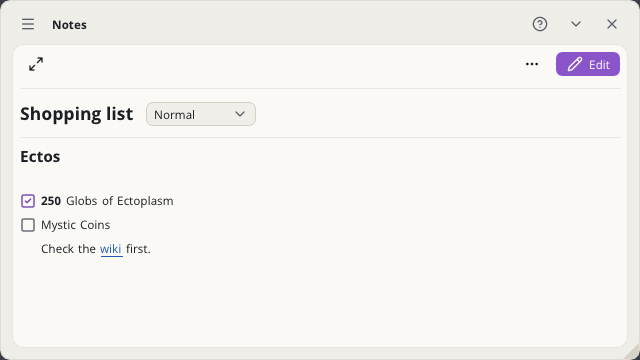 Notes
Edit
Shopping list Normal
Ectos
250 Globs of Ectoplasm
Mystic Coins
Check the wiki first.